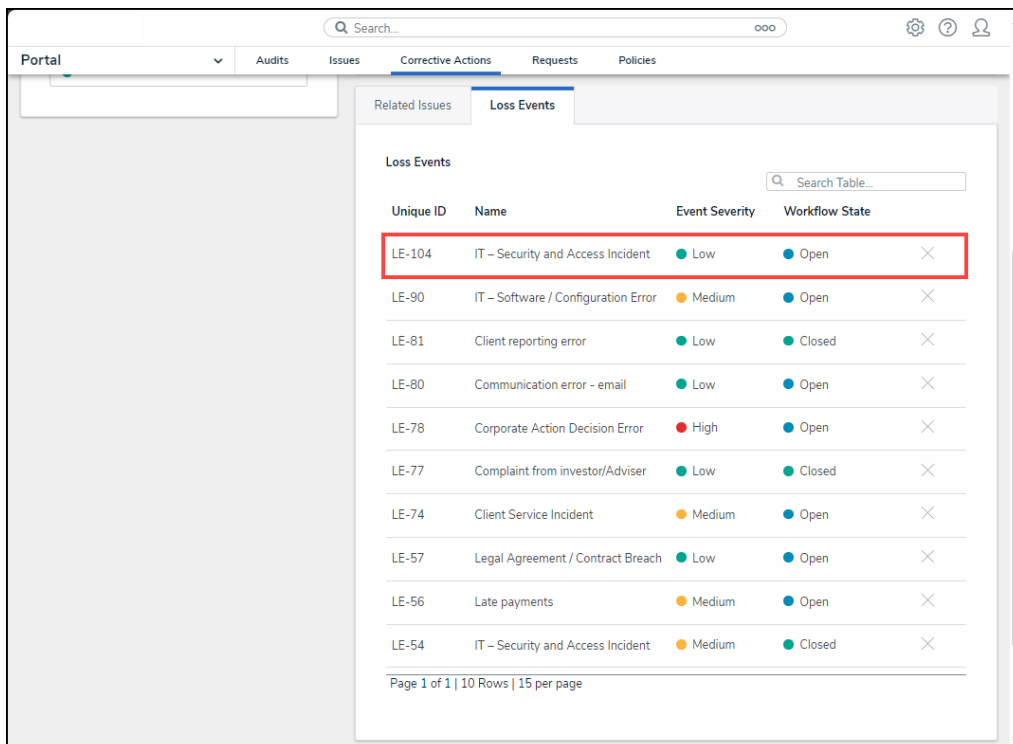 Search...
Portal Audits Issues Corrective Actions Requests Policies
Related Issues Loss Events
Loss Events
Search Table...
Unique ID Name Event Severity Workflow State
LE-104 IT – Security and Access Incident Low Open
LE-90 IT – Software / Configuration Error Medium Open
LE-81 Client reporting error Low Closed
LE-80 Communication error - email Low Open
LE-78 Corporate Action Decision Error High Open
LE-77 Complaint from investor/Adviser Low Closed
LE-74 Client Service Incident Medium Open
LE-57 Legal Agreement / Contract Breach Low Open
LE-56 Late payments Medium Open
LE-54 IT – Security and Access Incident Medium Closed
Page 1 of 1 | 10 Rows | 15 per page